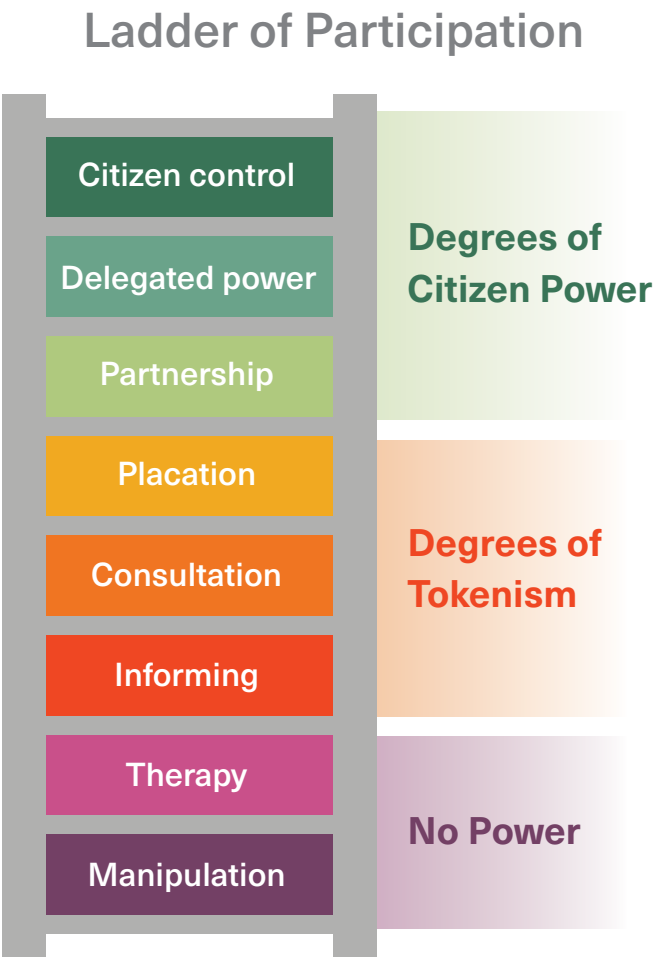 Ladder of Participation
Citizen control
Delegated power
Partnership
Degrees of
Citizen Power
Placation
Consultation
Informing
Degrees of
Tokenism
Therapy
Manipulation
No Power